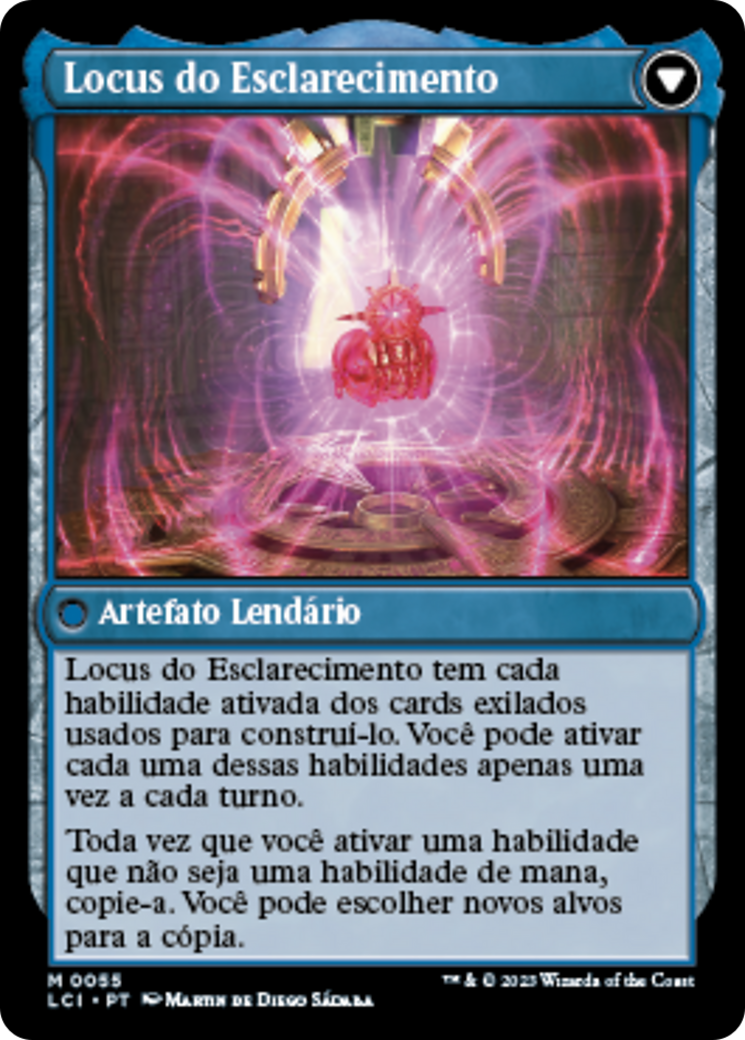 Locus do Esclarecimento
Artefato Lendário
Locus do Esclarecimento tem cada
habilidade ativada dos cards exilados
usados para construí-lo. Você pode ativar
cada uma dessas habilidades apenas uma
vez a cada turno.
Toda vez que você ativar uma habilidade
que não seja uma habilidade de mana,
copie-a. Você pode escolher novos alvos
para a cópia.
M 0055
™ & © 2023 Wizards of the Coast
LCI • PT Martin de Diego Sádaba